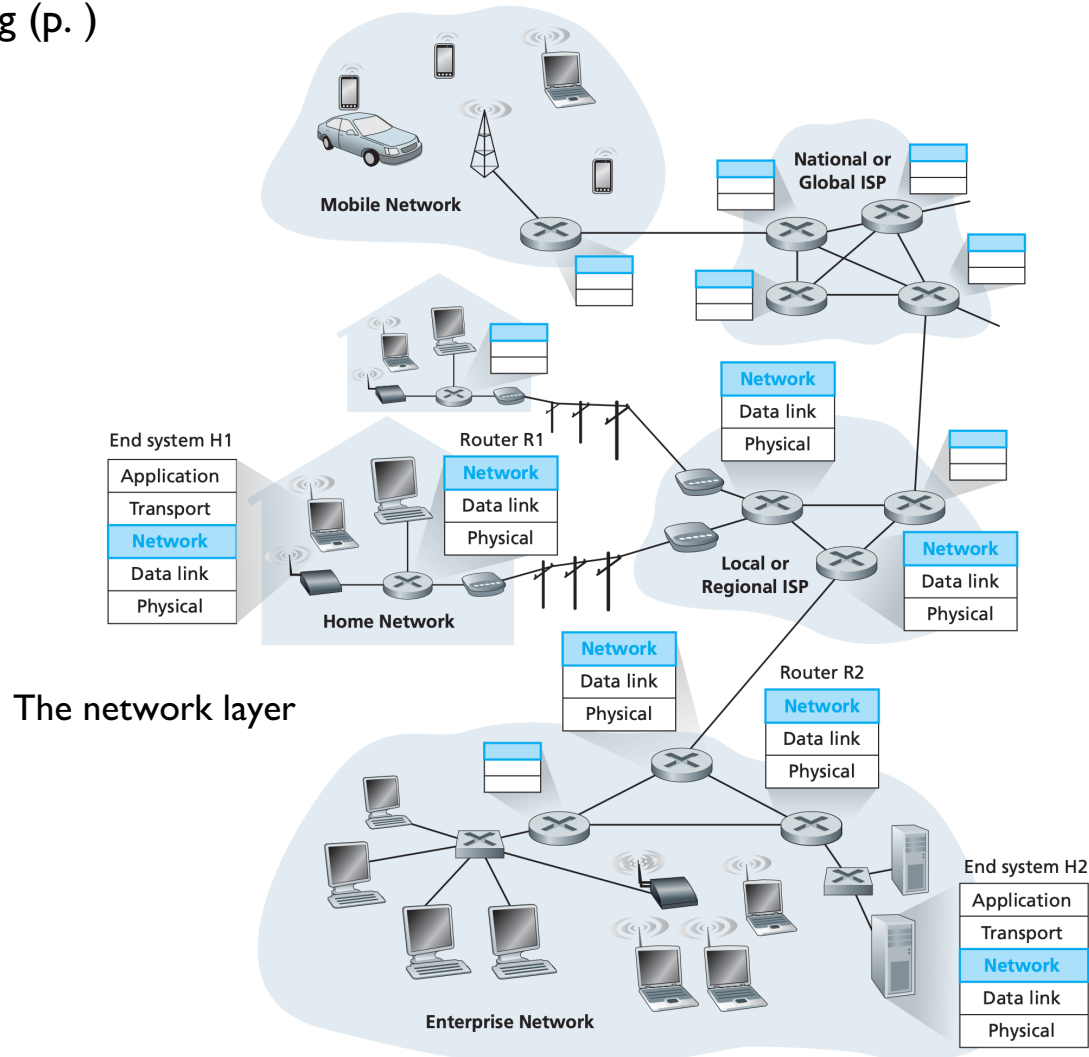 g (p. )
Mobile Network
National or
Global ISP
Network
Data link
Physical
End system H1
Application
Transport
Network
Data link
Physical
Router R1
Network
Data link
Physical
Home Network
Local or
Regional ISP
Network
Data link
Physical
Network
Data link
Physical
Router R2
Network
Data link
Physical
The network layer
End system H2
Application
Transport
Network
Data link
Physical
Enterprise Network